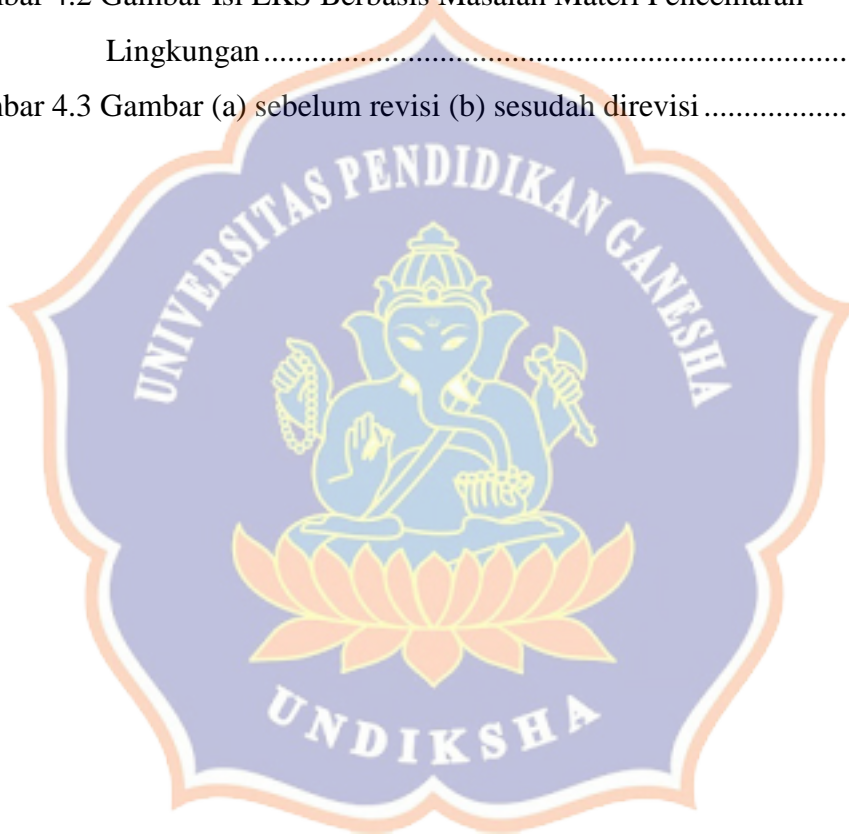 bar 4.2 Gambar Isi LKS Berbasis Masalah Materi Pencemaran
Lingkungan
bar 4.3 Gambar (a) sebelum revisi (b) sesudah direvisi
UNIVERSITAS PENDIDIKAN GANESHA
UNDIKSHA